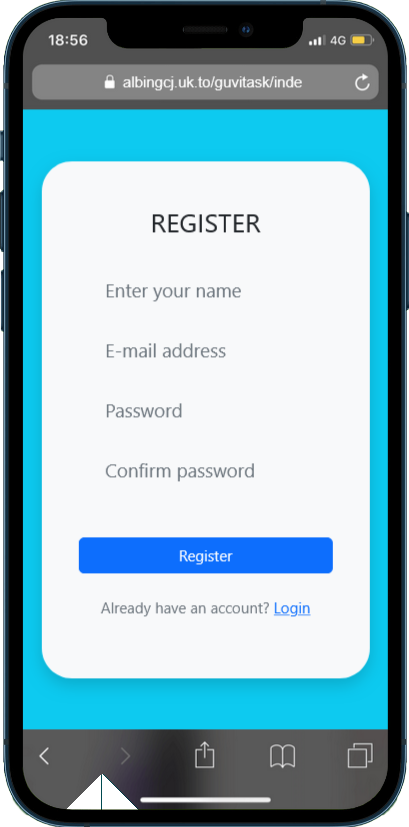 18:56
4G
albingcj.uk.to/guvitask/inde
REGISTER
Enter your name
E-mail address
Password
Confirm password
Register
Already have an account? Login